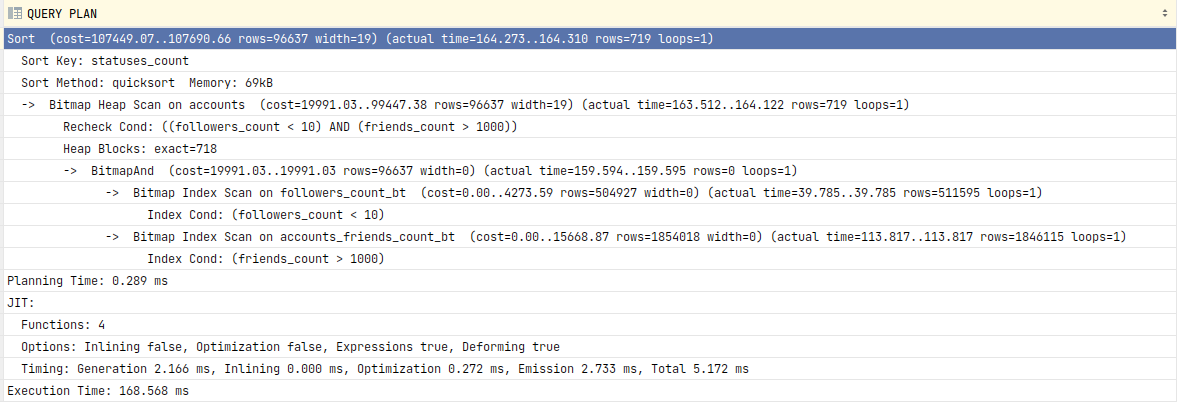 QUERY PLAN
Sort  (cost=107449.07..107690.66 rows=96637 width=19) (actual time=164.273..164.310 rows=719 loops=1)
  Sort Key: statuses_count
  Sort Method: quicksort  Memory: 69kB
  ->  Bitmap Heap Scan on accounts  (cost=19991.03..99447.38 rows=96637 width=19) (actual time=163.512..164.122 rows=719 loops=1)
        Recheck Cond: ((followers_count < 10) AND (friends_count > 1000))
        Heap Blocks: exact=718
        ->  BitmapAnd  (cost=19991.03..19991.03 rows=96637 width=0) (actual time=159.594..159.595 rows=0 loops=1)
              ->  Bitmap Index Scan on followers_count_bt  (cost=0.00..4273.59 rows=504927 width=0) (actual time=39.785..39.785 rows=511595 loops=1)
                    Index Cond: (followers_count < 10)
              ->  Bitmap Index Scan on accounts_friends_count_bt  (cost=0.00..15668.87 rows=1854018 width=0) (actual time=113.817..113.817 rows=1846115 loops=1)
                    Index Cond: (friends_count > 1000)
Planning Time: 0.289 ms
JIT:
  Functions: 4
  Options: Inlining false, Optimization false, Expressions true, Deforming true
  Timing: Generation 2.166 ms, Inlining 0.000 ms, Optimization 0.272 ms, Emission 2.733 ms, Total 5.172 ms
Execution Time: 168.568 ms